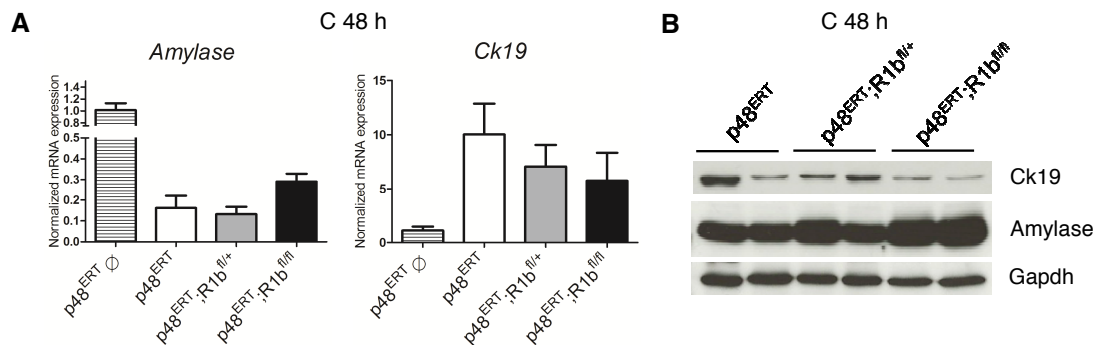 A
C 48 h
Amylase
Normalized mRNA expression
1.4
1.2
1.0
0.8
0.5
0.4
0.3
0.2
0.1
0.0
p48ERT ϕ
p48ERT
p48ERT;R1bfl/+
p48ERT;R1bfl/fl
Ck19
Normalized mRNA expression
15
10
5
0
p48ERT ϕ
p48ERT
p48ERT;R1bfl/+
p48ERT;R1bfl/fl
B
C 48 h
p48ERT
p48ERT;R1bfl/+
p48ERT;R1bfl/fl
Ck19
Amylase
Gapdh